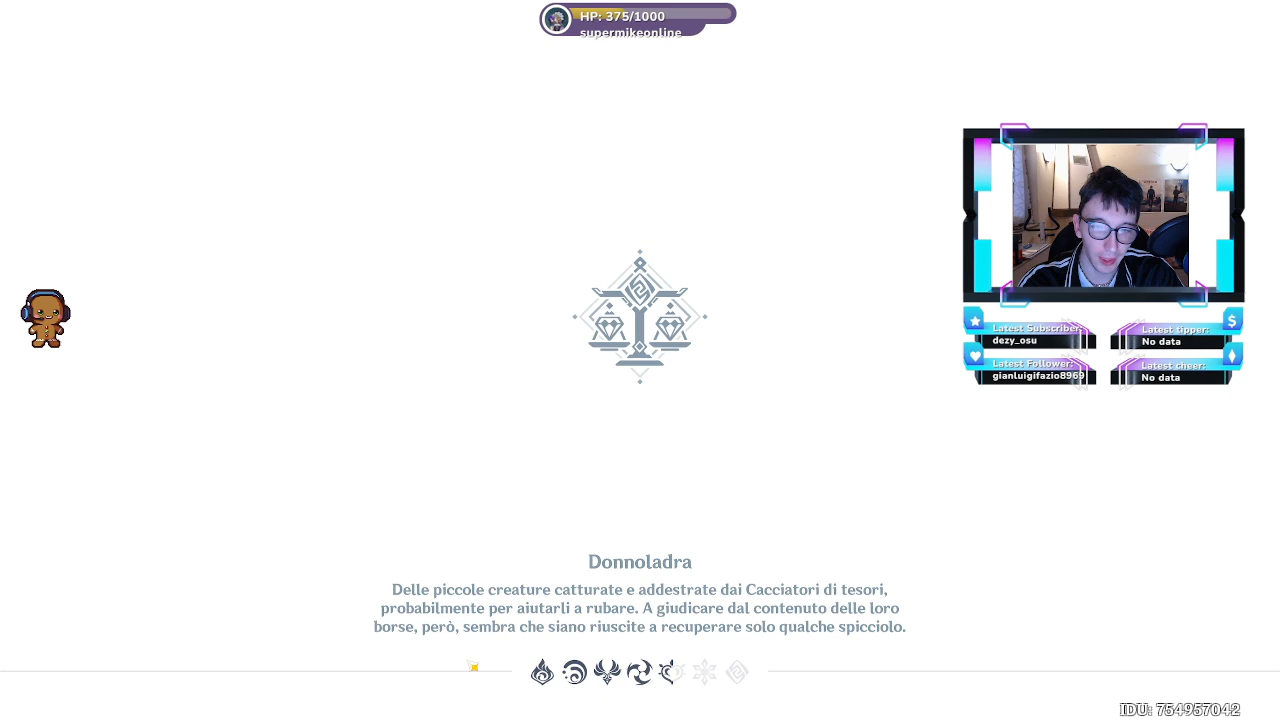 HP: 375/1000
supermikeonline
Latest Subscriber:
dezy_osu
Latest tipper:
No data
Latest Follower:
gianluigifazio8969
Latest cheer:
No data
Donnoladra
Delle piccole creature catturate e addestrate dai Cacciatori di tesori,
probabilmente per aiutarli a rubare. A giudicare dal contenuto delle loro
borse, però, sembra che siano riuscite a recuperare solo qualche spicciolo.
IDU: 754957042